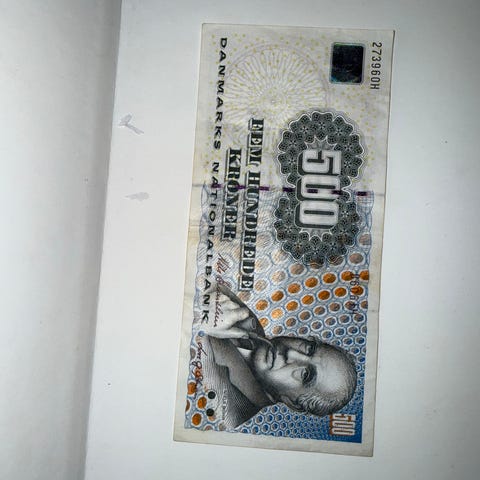 273960H
500
500
FEM HUNDREDE
KRONER
DANMARKS NATIONALBANK